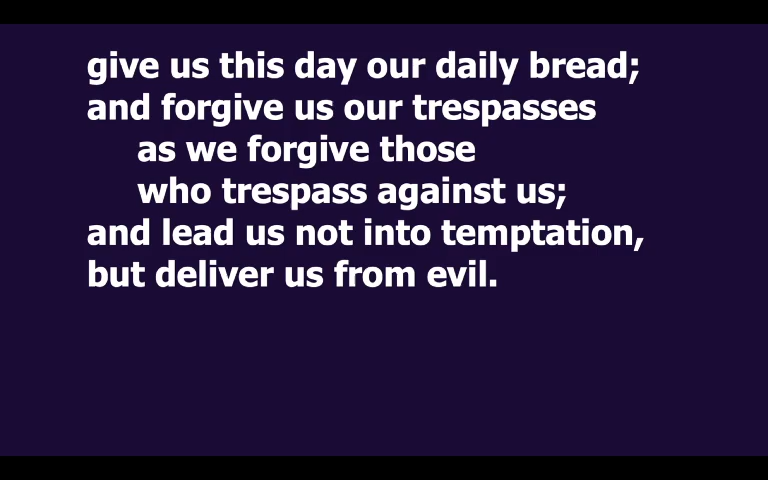 give us this day our daily bread;
and forgive us our trespasses
as we forgive those
who trespass against us;
and lead us not into temptation,
but deliver us from evil.